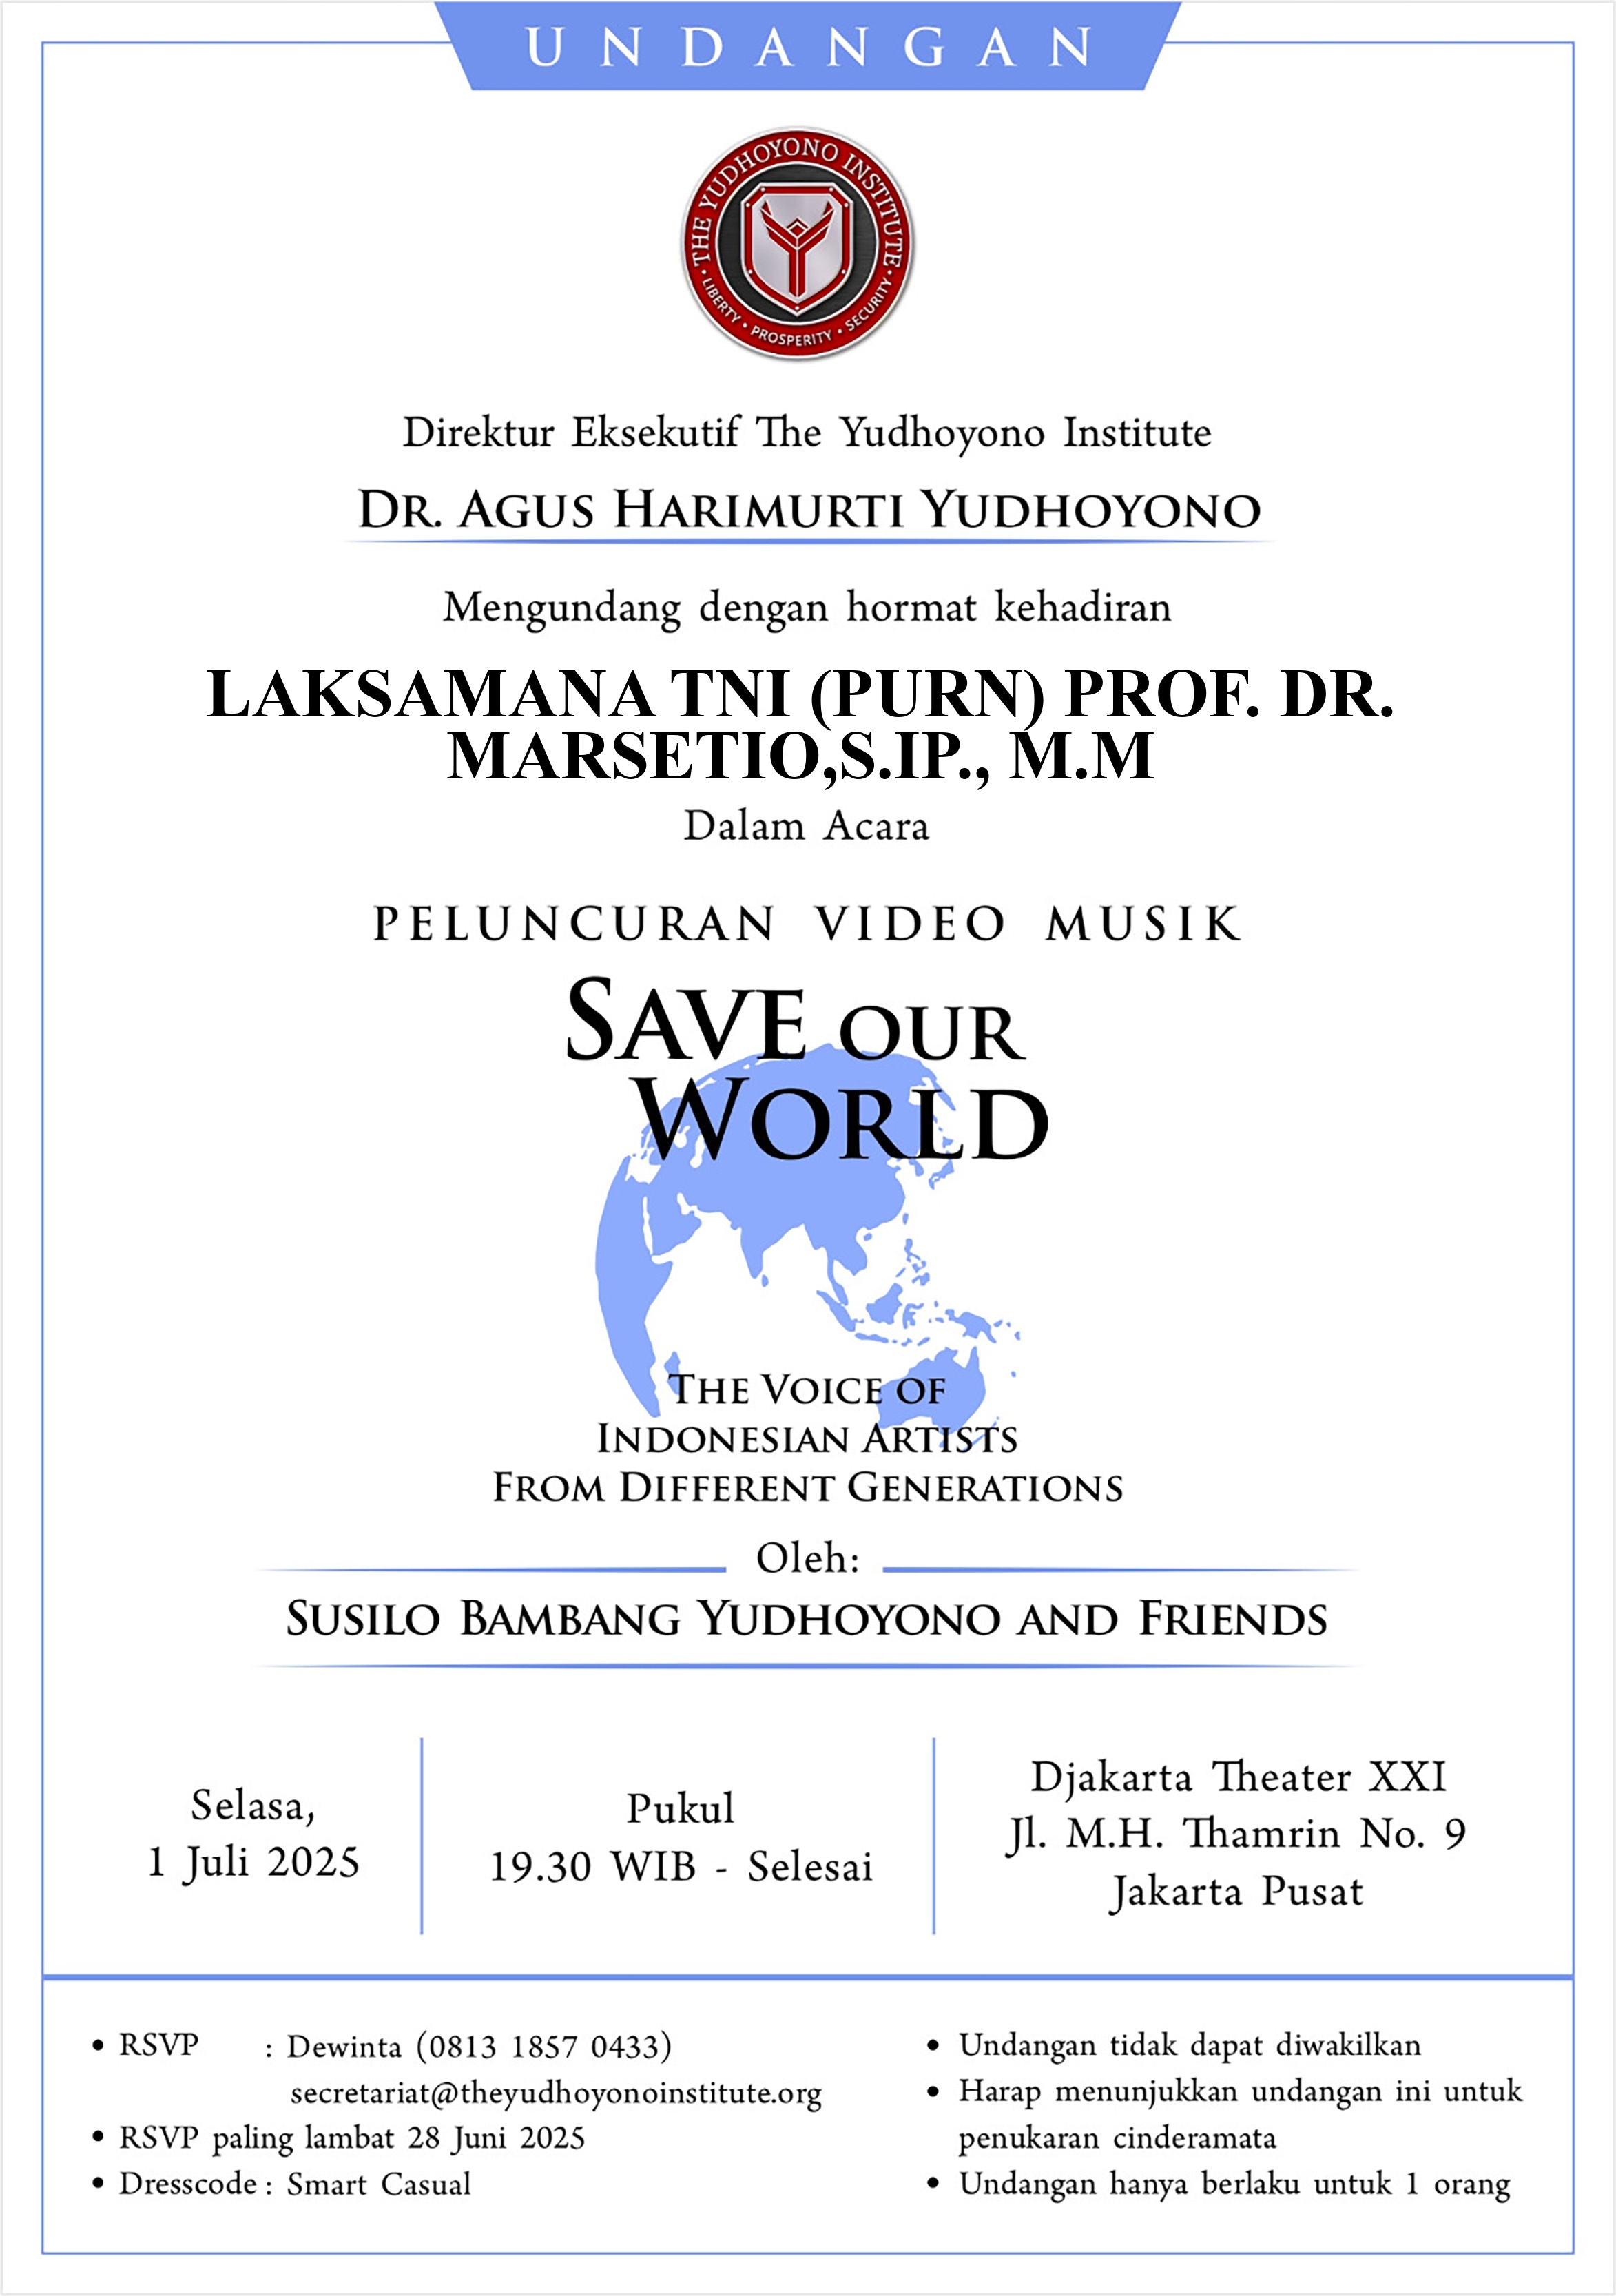 UNDANGAN
THE YUDHOYONO INSTITUTE
• LIBERTY • PROSPERITY • SECURITY •
Direktur Eksekutif The Yudhoyono Institute
DR. AGUS HARIMURTI YUDHOYONO
Mengundang dengan hormat kehadiran
LAKSAMANA TNI (PURN) PROF. DR.
MARSETIO,S.IP., M.M
Dalam Acara
PELUNCURAN VIDEO MUSIK
SAVE OUR
WORLD
THE VOICE OF
INDONESIAN ARTISTS
FROM DIFFERENT GENERATIONS
Oleh:
SUSILO BAMBANG YUDHOYONO AND FRIENDS
Selasa,
1 Juli 2025
Pukul
19.30 WIB - Selesai
Djakarta Theater XXI
Jl. M.H. Thamrin No. 9
Jakarta Pusat
• RSVP : Dewinta (0813 1857 0433)
secretariat@theyudhoyonoinstitute.org
• RSVP paling lambat 28 Juni 2025
• Dresscode : Smart Casual
• Undangan tidak dapat diwakilkan
• Harap menunjukkan undangan ini untuk
penukaran cinderamata
• Undangan hanya berlaku untuk 1 orang